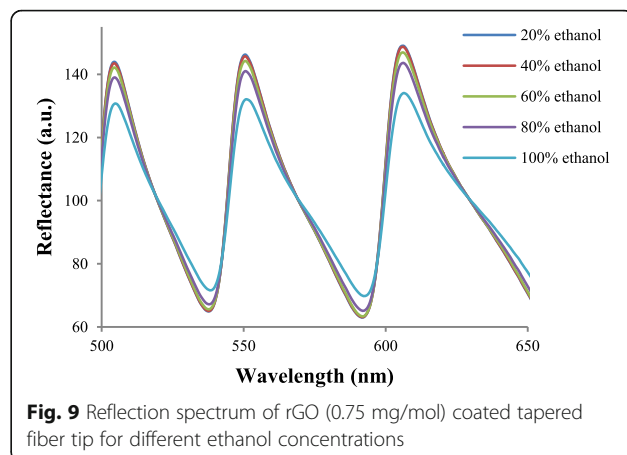 20% ethanol
40% ethanol
60% ethanol
80% ethanol
100% ethanol
Reflectance (a.u.)
140
120
100
80
60
500
550
600
650
Wavelength (nm)
Fig. 9 Reflection spectrum of rGO (0.75 mg/mol) coated tapered
fiber tip for different ethanol concentrations